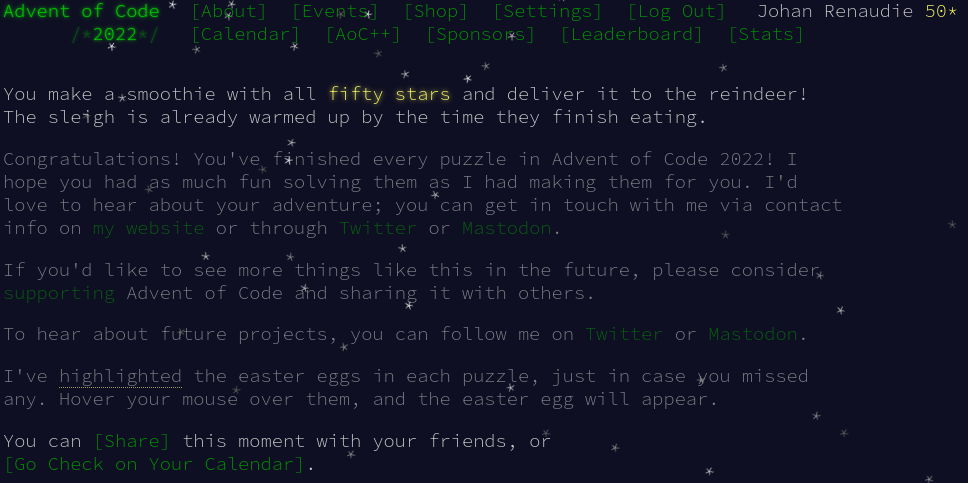 Advent of Code [About] [Events] [Shop] [Settings] [Log Out] Johan Renaudie 50*
/*2022*/ [Calendar] [AoC++] [Sponsors] [Leaderboard] [Stats]
You make a smoothie with all fifty stars and deliver it to the reindeer!
The sleigh is already warmed up by the time they finish eating.
Congratulations! You've finished every puzzle in Advent of Code 2022! I
hope you had as much fun solving them as I had making them for you. I'd
love to hear about your adventure; you can get in touch with me via contact
info on my website or through Twitter or Mastodon.
If you'd like to see more things like this in the future, please consider
supporting Advent of Code and sharing it with others.
To hear about future projects, you can follow me on Twitter or Mastodon.
I've highlighted the easter eggs in each puzzle, just in case you missed
any. Hover your mouse over them, and the easter egg will appear.
You can [Share] this moment with your friends, or
[Go Check on Your Calendar].